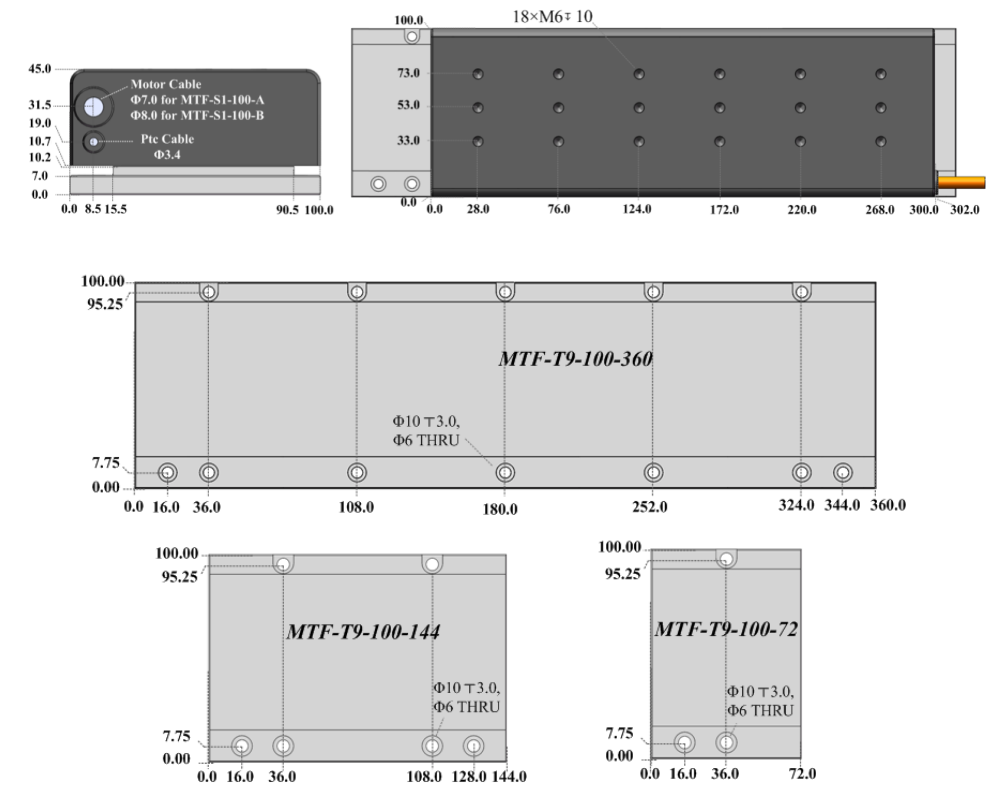 45.0
Motor Cable
31.5
Φ7.0 for MTF-S1-100-A
Φ8.0 for MTF-S1-100-B
19.0
10.7
Ptc Cable
10.2
Φ3.4
7.0
0.0
0.0 8.5 15.5 90.5 100.0
18×M6↧10
100.0
73.0
53.0
33.0
0.0
0.0 28.0 76.0 124.0 172.0 220.0 268.0 300.0 302.0
100.00
95.25
MTF-T9-100-360
Φ10 ⊤3.0,
Φ6 THRU
7.75
0.00
0.0 16.0 36.0 108.0 180.0 252.0 324.0 344.0 360.0
100.00
95.25
MTF-T9-100-144
Φ10 ⊤3.0,
Φ6 THRU
7.75
0.00
0.0 16.0 36.0 108.0 128.0 144.0
100.00
95.25
MTF-T9-100-72
Φ10 ⊤3.0,
Φ6 THRU
7.75
0.00
0.0 16.0 36.0 72.0